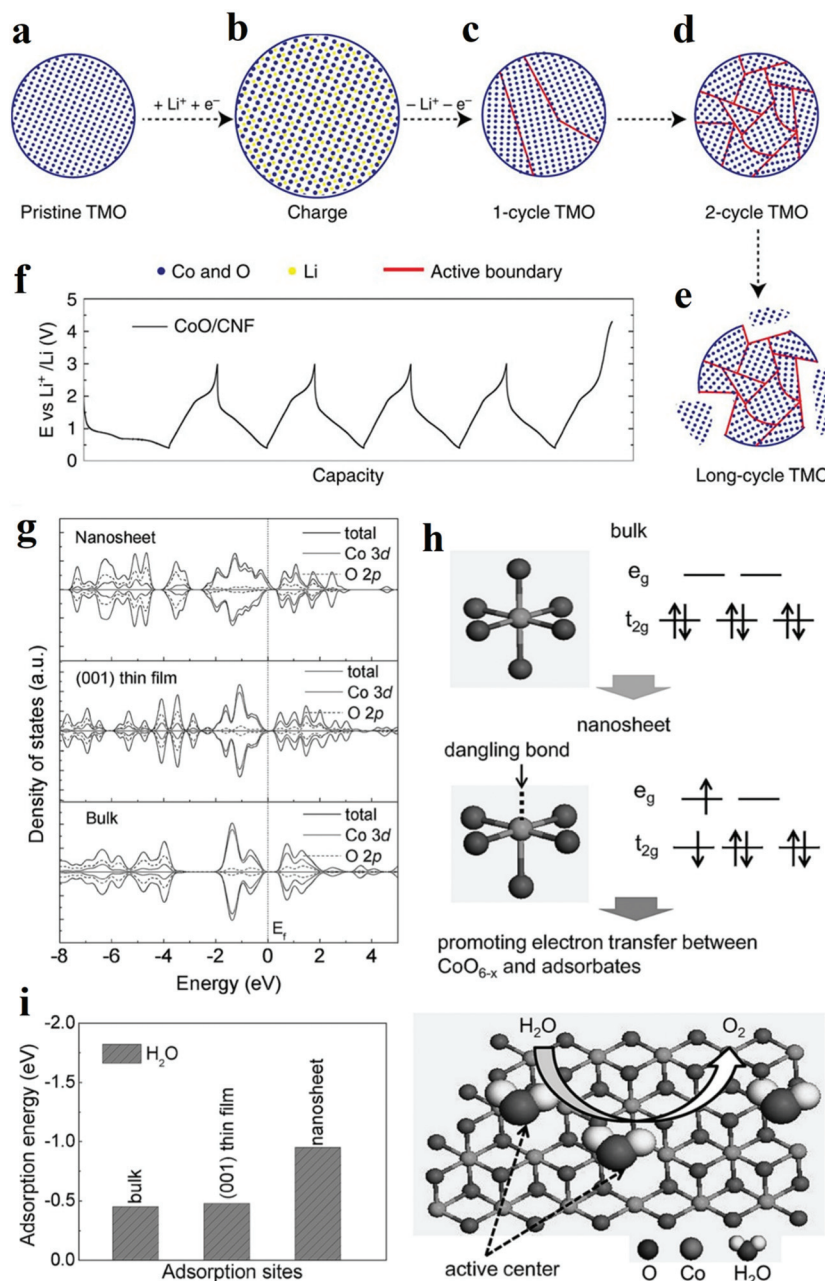 a
b
c
d
+ Li⁺ + e⁻
− Li⁺ − e⁻
Pristine TMO
Charge
1-cycle TMO
2-cycle TMO
Co and O
Li
Active boundary
e
Long-cycle TMO
f
E vs Li⁺ /Li (V)
5
4
3
2
1
0
CoO/CNF
Capacity
g
Density of states (a.u.)
Nanosheet
total
Co 3d
O 2p
(001) thin film
total
Co 3d
O 2p
Bulk
total
Co 3d
O 2p
E_f
-8 -6 -4 -2 0 2 4
Energy (eV)
h
bulk
e_g
t_2g
nanosheet
dangling bond
e_g
t_2g
promoting electron transfer between
CoO_6-x and adsorbates
i
Adsorption energy (eV)
-2.0
-1.5
-1.0
-0.5
0.0
H₂O
bulk
(001) thin film
nanosheet
Adsorption sites
H₂O
O₂
active center
O Co H₂O